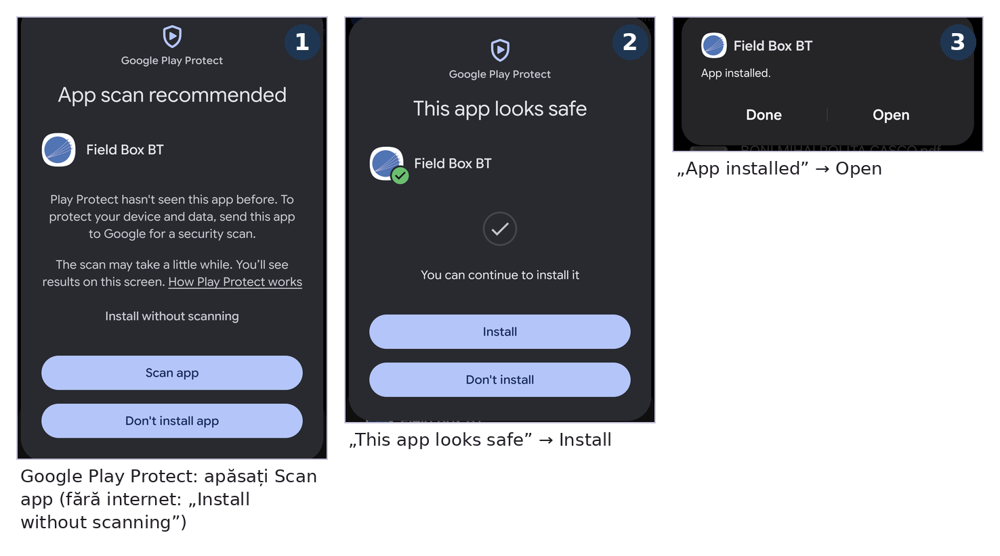 1
Google Play Protect
App scan recommended
Field Box BT
Play Protect hasn't seen this app before. To
protect your device and data, send this app
to Google for a security scan.
The scan may take a little while. You’ll see
results on this screen. How Play Protect works
Install without scanning
Scan app
Don't install app
Google Play Protect: apăsați Scan
app (fără internet: „Install
without scanning”)
2
Google Play Protect
This app looks safe
Field Box BT
You can continue to install it
Install
Don't install
„This app looks safe” → Install
3
Field Box BT
App installed.
Done
Open
„App installed” → Open